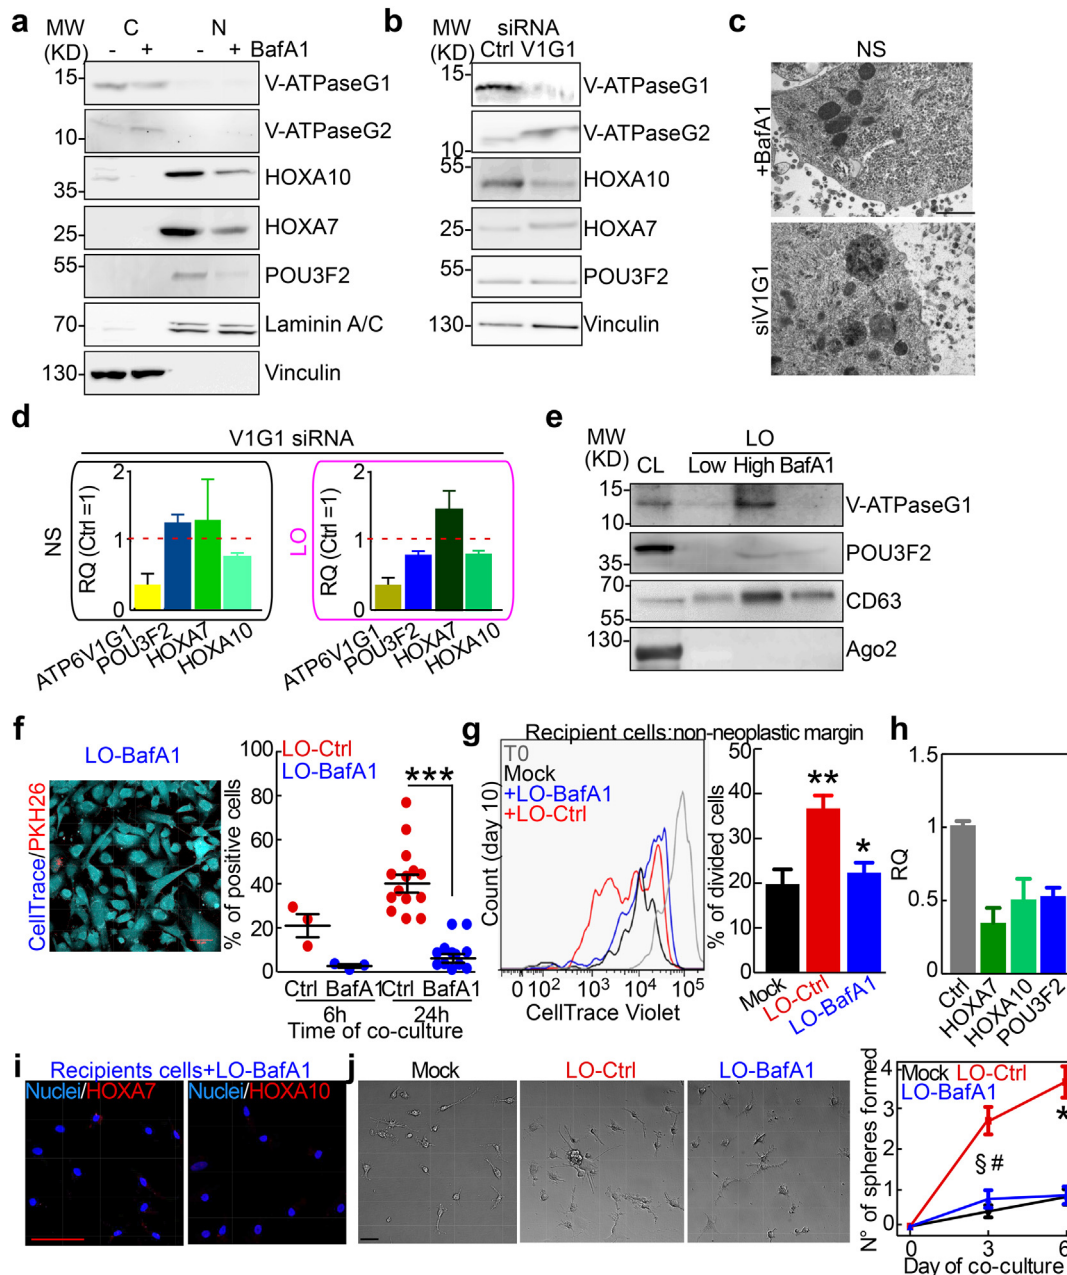 a
MW
(KD)
C
N
- + - + BafA1
15-
V-ATPaseG1
10-
V-ATPaseG2
35-
HOXA10
25-
HOXA7
55-
POU3F2
70-
Laminin A/C
130-
Vinculin
b
MW
(KD)
siRNA
Ctrl V1G1
15-
V-ATPaseG1
10-
V-ATPaseG2
55-
HOXA10
25-
HOXA7
55-
POU3F2
130-
Vinculin
c
NS
+BafA1
siV1G1
d
V1G1 siRNA
NS
RQ (Ctrl =1)
2
1
0
ATP6V1G1
POU3F2
HOXA7
HOXA10
LO
RQ (Ctrl =1)
2
1
0
ATP6V1G1
POU3F2
HOXA7
HOXA10
e
MW
(KD)
LO
CL Low High BafA1
15-
10-
V-ATPaseG1
35-
POU3F2
70-
55-
CD63
130-
Ago2
f
LO-BafA1
CellTrace/PKH26
LO-Ctrl
LO-BafA1
% of positive cells
100
80
60
40
20
0
***
Ctrl BafA1 Ctrl BafA1
6h 24h
Time of co-culture
g
Recipient cells:non-neoplastic margin
T0
Mock
+LO-BafA1
+LO-Ctrl
Count (day 10)
0 10² 10³ 10⁴ 10⁵
CellTrace Violet
% of divided cells
50
40
30
20
10
0
**
*
Mock
LO-Ctrl
LO-BafA1
h
RQ
1.5
1
0.5
0
Ctrl
HOXA7
HOXA10
POU3F2
i
Recipients cells+LO-BafA1
Nuclei/HOXA7
Nuclei/HOXA10
j
Mock
LO-Ctrl
LO-BafA1
Mock LO-Ctrl
LO-BafA1
N° of spheres formed
4
3
2
1
0
§ #
*
0 3 6
Day of co-culture